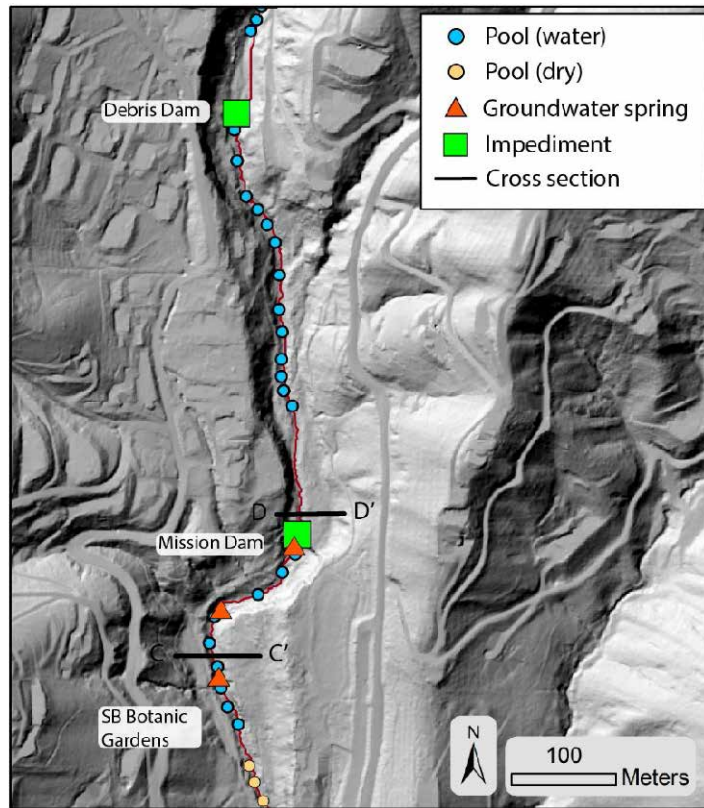 Pool (water)
Pool (dry)
Groundwater spring
Impediment
Cross section
Debris Dam
D D'
Mission Dam
C C'
SB Botanic
Gardens
N
100
Meters